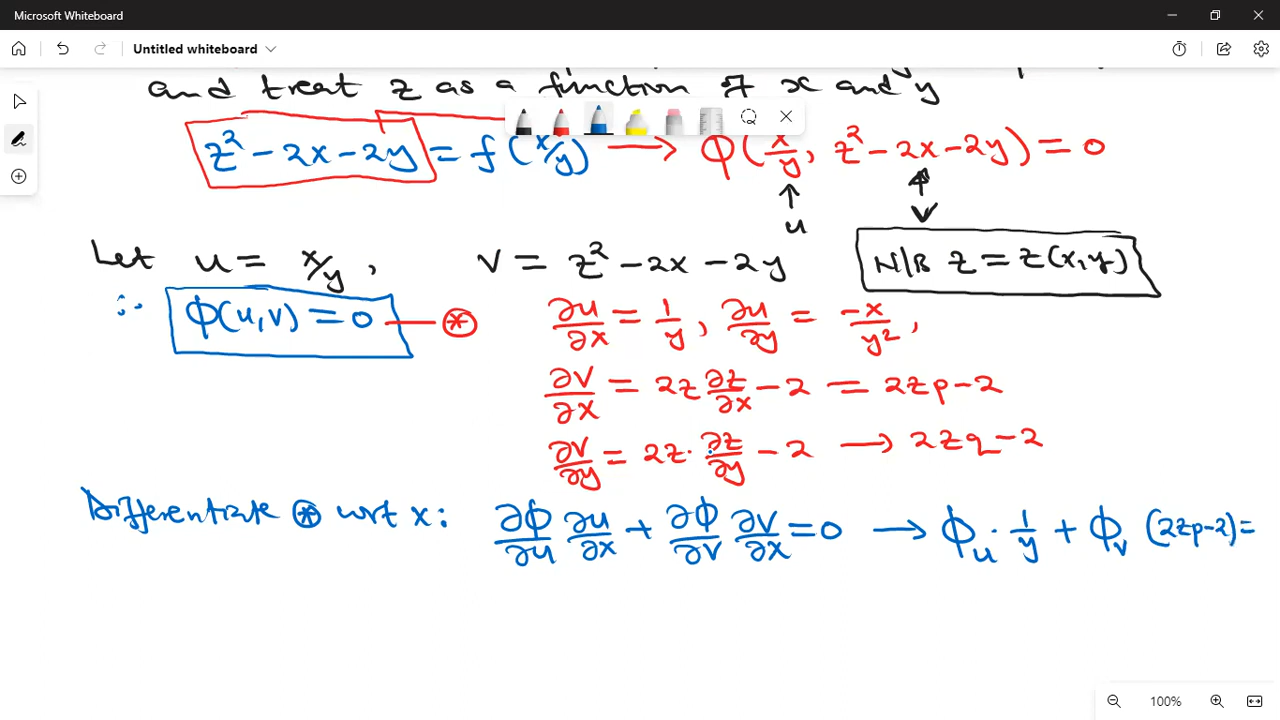 Microsoft Whiteboard
Untitled whiteboard
and treat z as a function of x and y
z² - 2x - 2y = f(x/y) → ϕ(x/y, z² - 2x - 2y) = 0
u
v
Let u = x/y, v = z² - 2x - 2y
N/B z = z(x,y)
∴ ϕ(u,v) = 0 — ⊛
∂u/∂x = 1/y, ∂u/∂y = -x/y²,
∂v/∂x = 2z ∂z/∂x - 2 = 2zp - 2
∂v/∂y = 2z · ∂z/∂y - 2 → 2zq - 2
Differentiate ⊛ wrt x: ∂ϕ/∂u ∂u/∂x + ∂ϕ/∂v ∂v/∂x = 0 → ϕ_u · 1/y + ϕ_v (2zp-2) =
100%